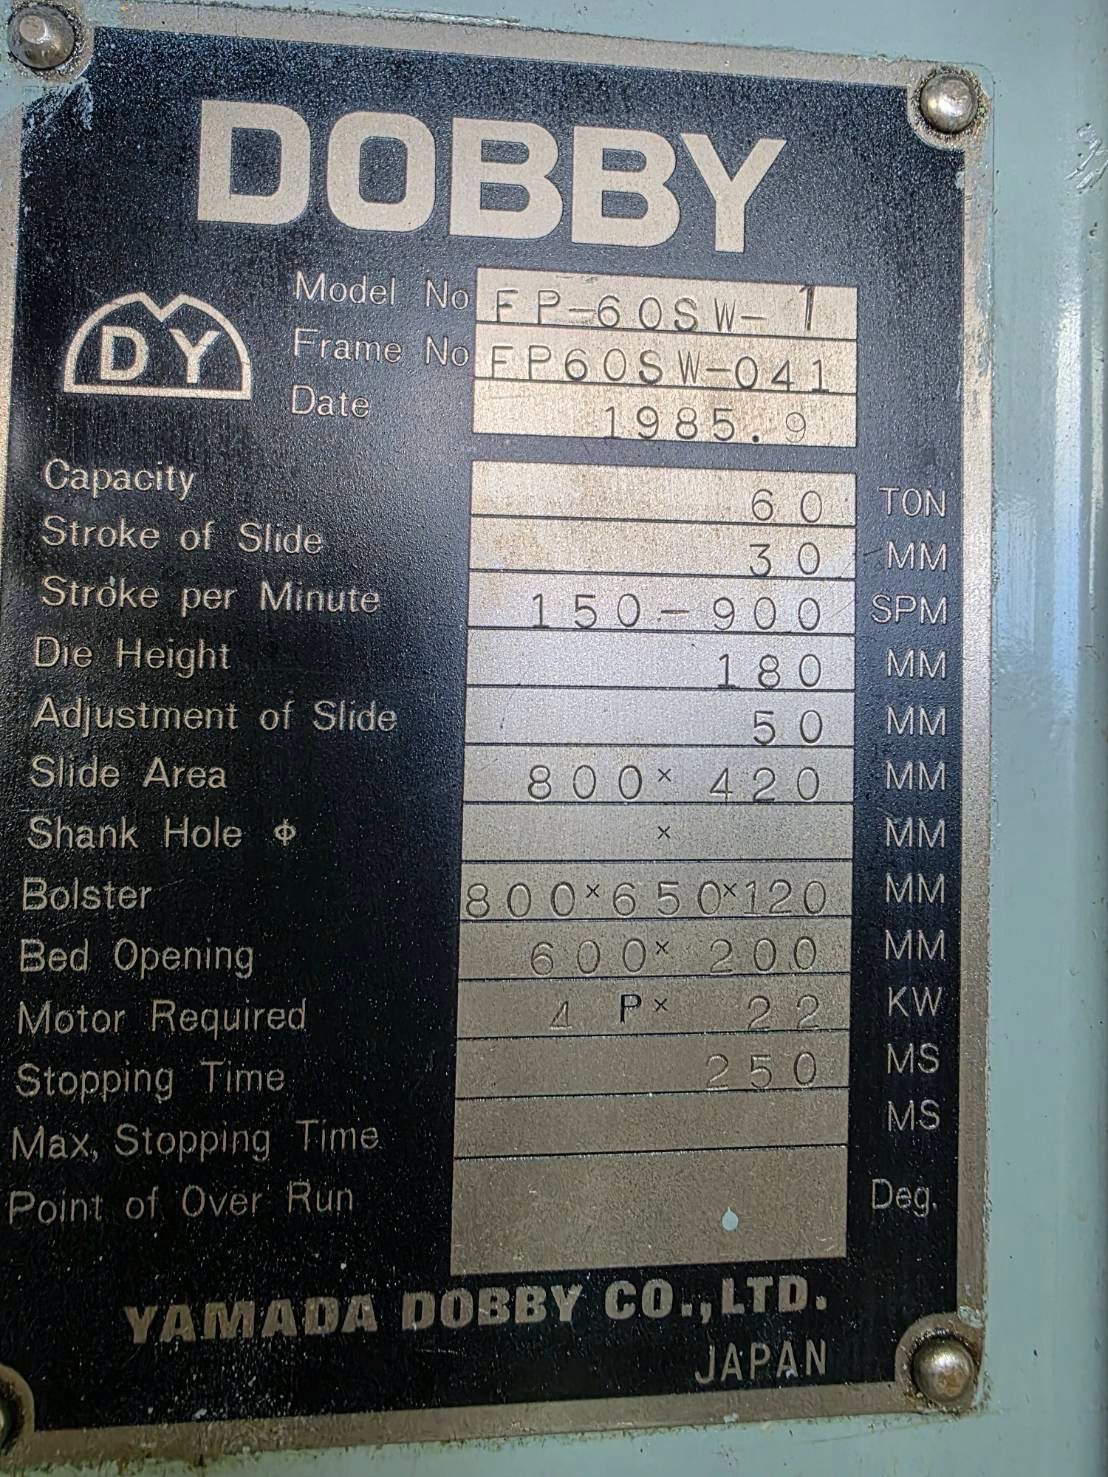 DOBBY
DY
Model No FP-60SW-1
Frame No FP60SW-041
Date 1985.9
Capacity 60 TON
Stroke of Slide 30 MM
Stroke per Minute 150-900 SPM
Die Height 180 MM
Adjustment of Slide 50 MM
Slide Area 800× 420 MM
Shank Hole Φ × MM
Bolster 800×650×120 MM
Bed Opening 600× 200 MM
Motor Required 4 P× 22 KW
Stopping Time 250 MS
Max, Stopping Time MS
Point of Over Run Deg.
YAMADA DOBBY CO.,LTD.
JAPAN